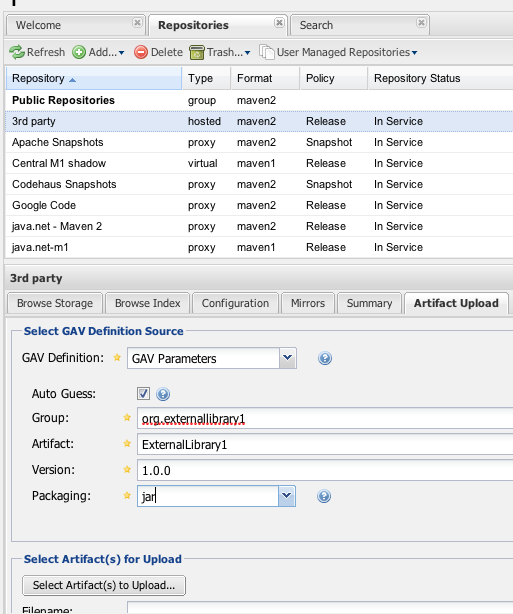 Welcome Repositories Search
Refresh Add... Delete Trash... User Managed Repositories
Repository Type Format Policy Repository Status
Public Repositories group maven2
3rd party hosted maven2 Release In Service
Apache Snapshots proxy maven2 Snapshot In Service
Central M1 shadow virtual maven1 Release In Service
Codehaus Snapshots proxy maven2 Snapshot In Service
Google Code proxy maven2 Release In Service
java.net - Maven 2 proxy maven2 Release In Service
java.net-m1 proxy maven1 Release In Service
3rd party
Browse Storage Browse Index Configuration Mirrors Summary Artifact Upload
Select GAV Definition Source
GAV Definition: GAV Parameters
Auto Guess:
Group: org.externallibrary1
Artifact: ExternalLibrary1
Version: 1.0.0
Packaging: jar
Select Artifact(s) for Upload
Select Artifact(s) to Upload...
Filename: